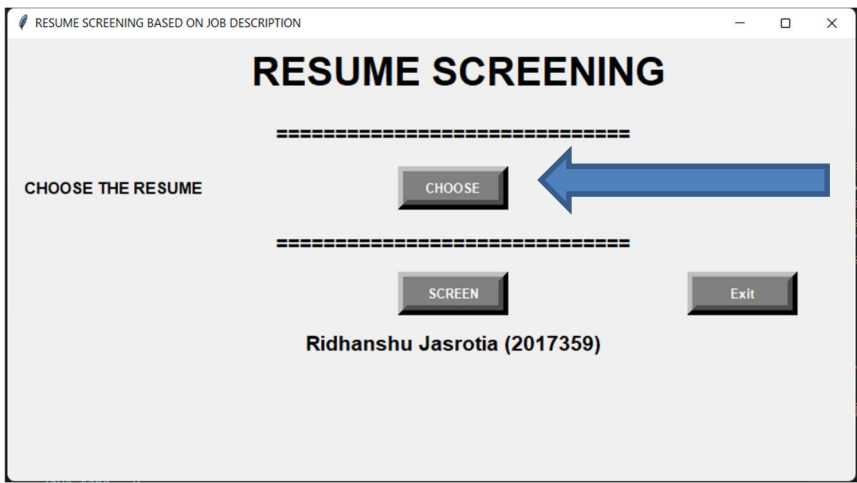 RESUME SCREENING BASED ON JOB DESCRIPTION
RESUME SCREENING
==============================
CHOOSE THE RESUME CHOOSE
==============================
SCREEN Exit
Ridhanshu Jasrotia (2017359)